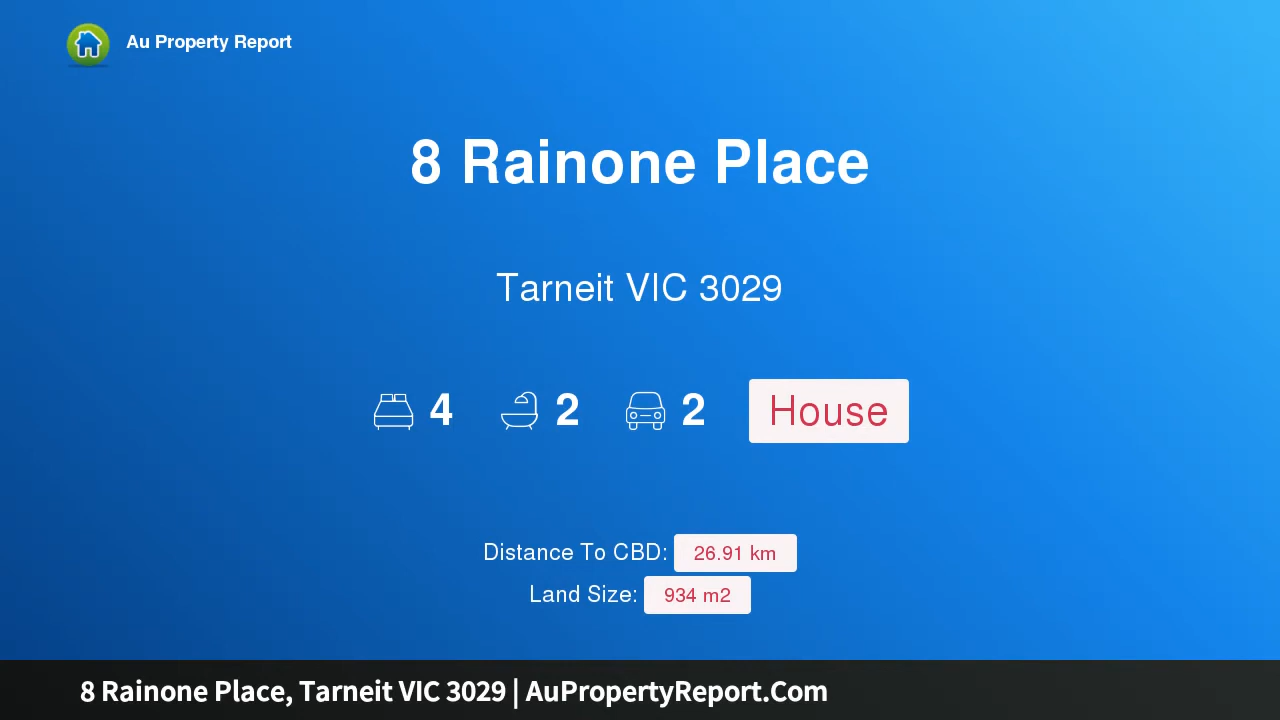 Au Property Report
8 Rainone Place
Tarneit VIC 3029
4 2 2 House
Distance To CBD: 26.91 km
Land Size: 934 m2
8 Rainone Place, Tarneit VIC 3029 | AuPropertyReport.Com